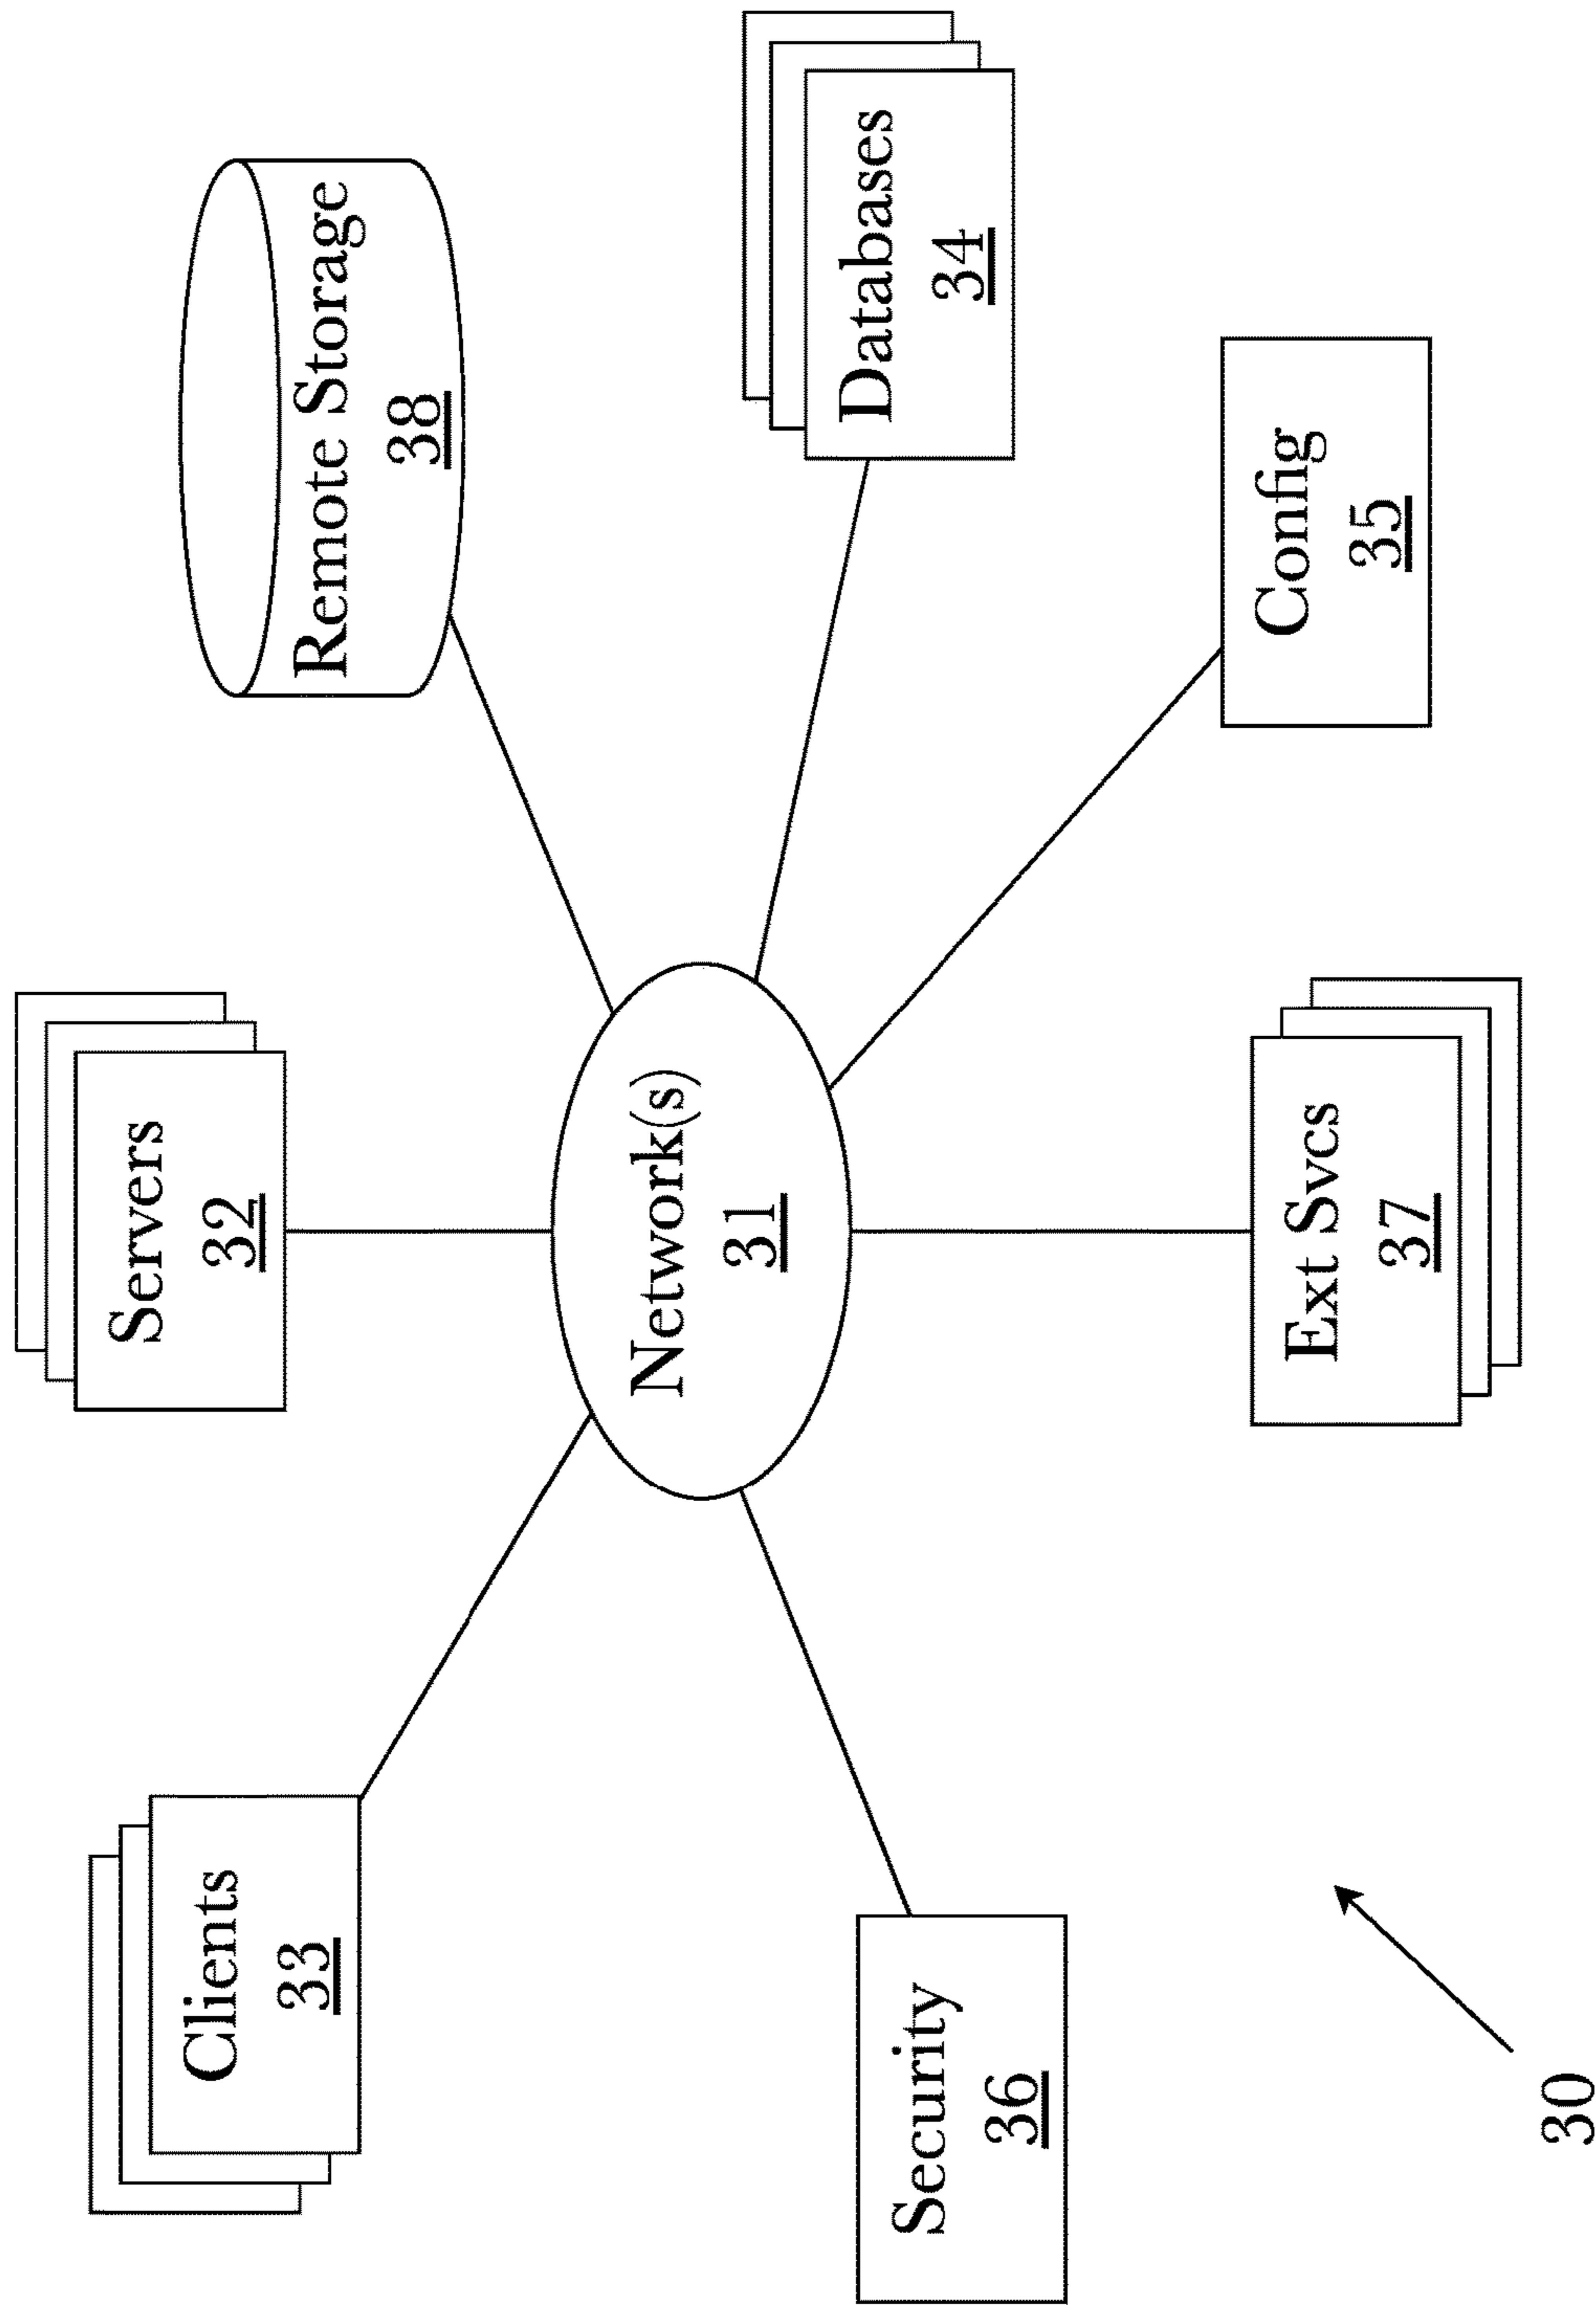 Servers
32
Clients
33
Remote Storage
38
Network(s)
31
Databases
34
Security
36
Config
35
Ext Svcs
37
30